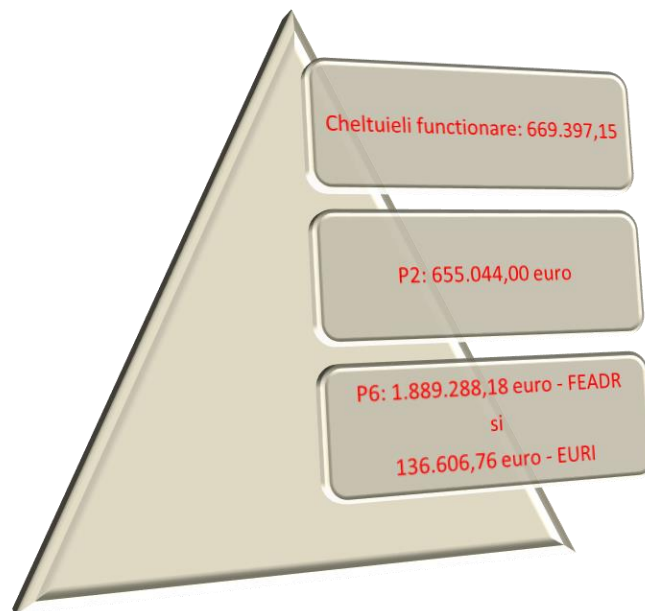 Cheltuieli functionare: 669.397,15
P2: 655.044,00 euro
P6: 1.889.288,18 euro - FEADR
si
136.606,76 euro - EURI